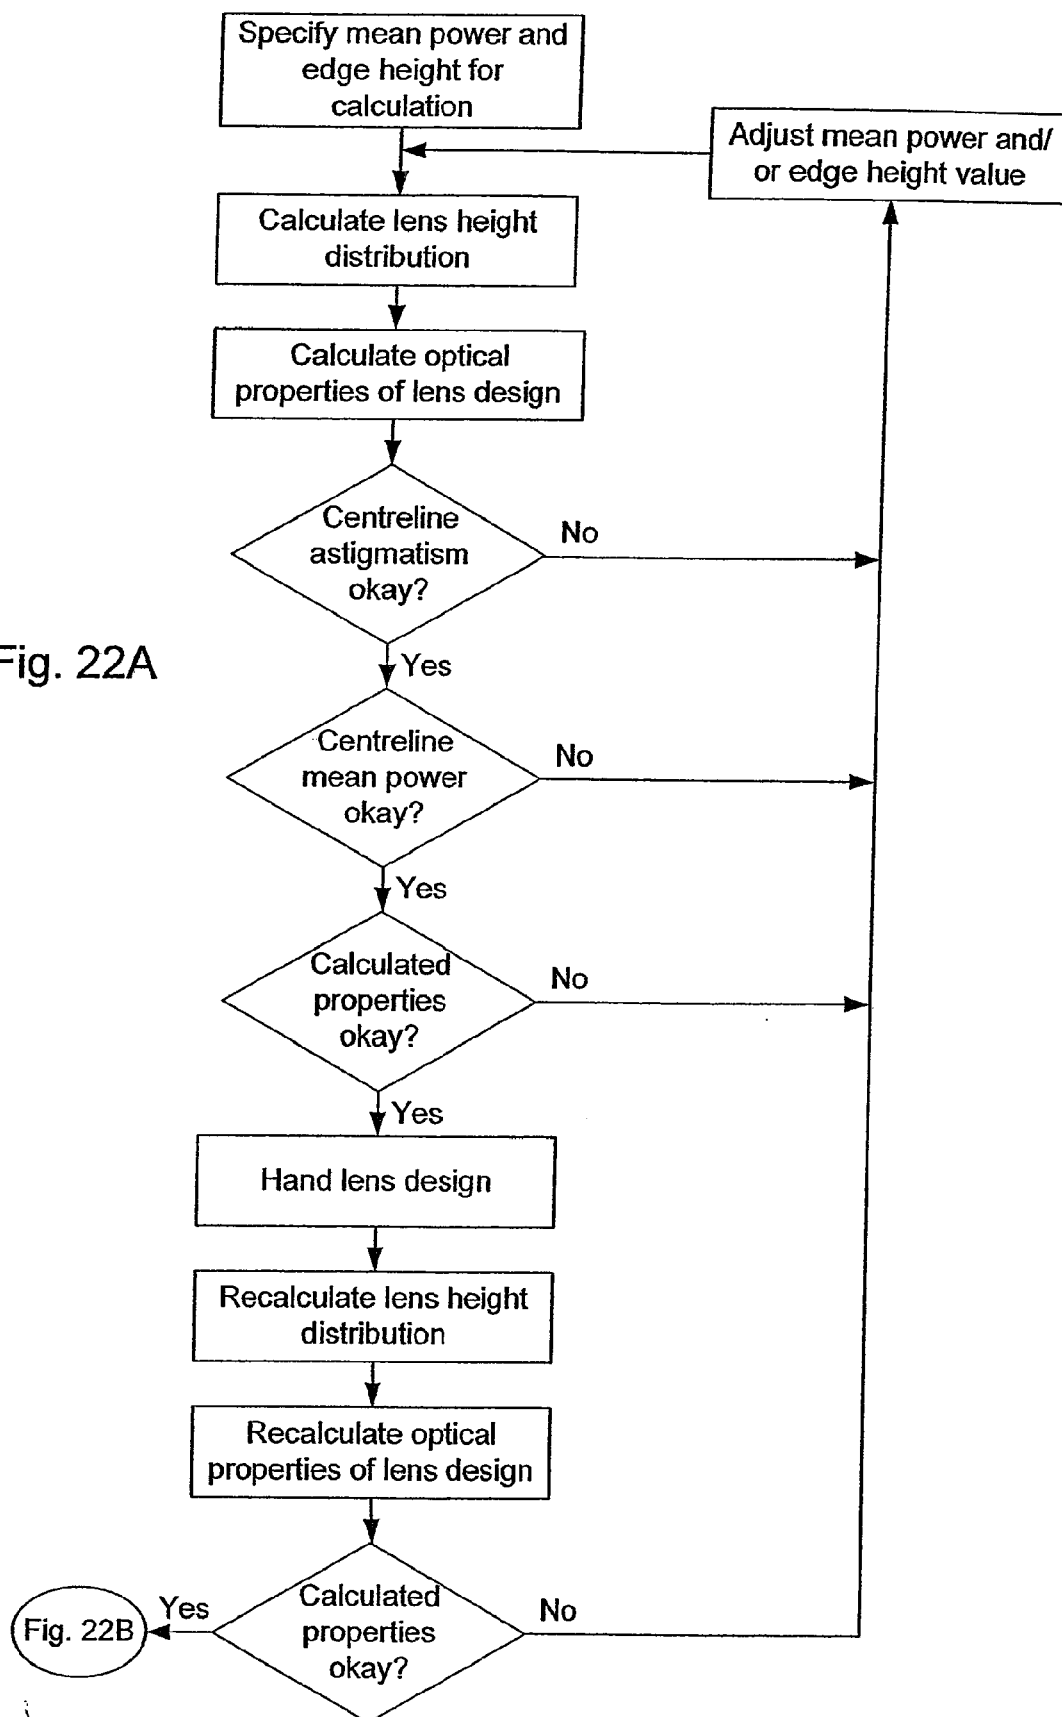 Specify mean power and
edge height for
calculation
Adjust mean power and/
or edge height value
Calculate lens height
distribution
Calculate optical
properties of lens design
Centreline
astigmatism
okay?
No
Yes
Fig. 22A
Centreline
mean power
okay?
No
Yes
Calculated
properties
okay?
No
Yes
Hand lens design
Recalculate lens height
distribution
Recalculate optical
properties of lens design
Calculated
properties
okay?
No
Yes
Fig. 22B